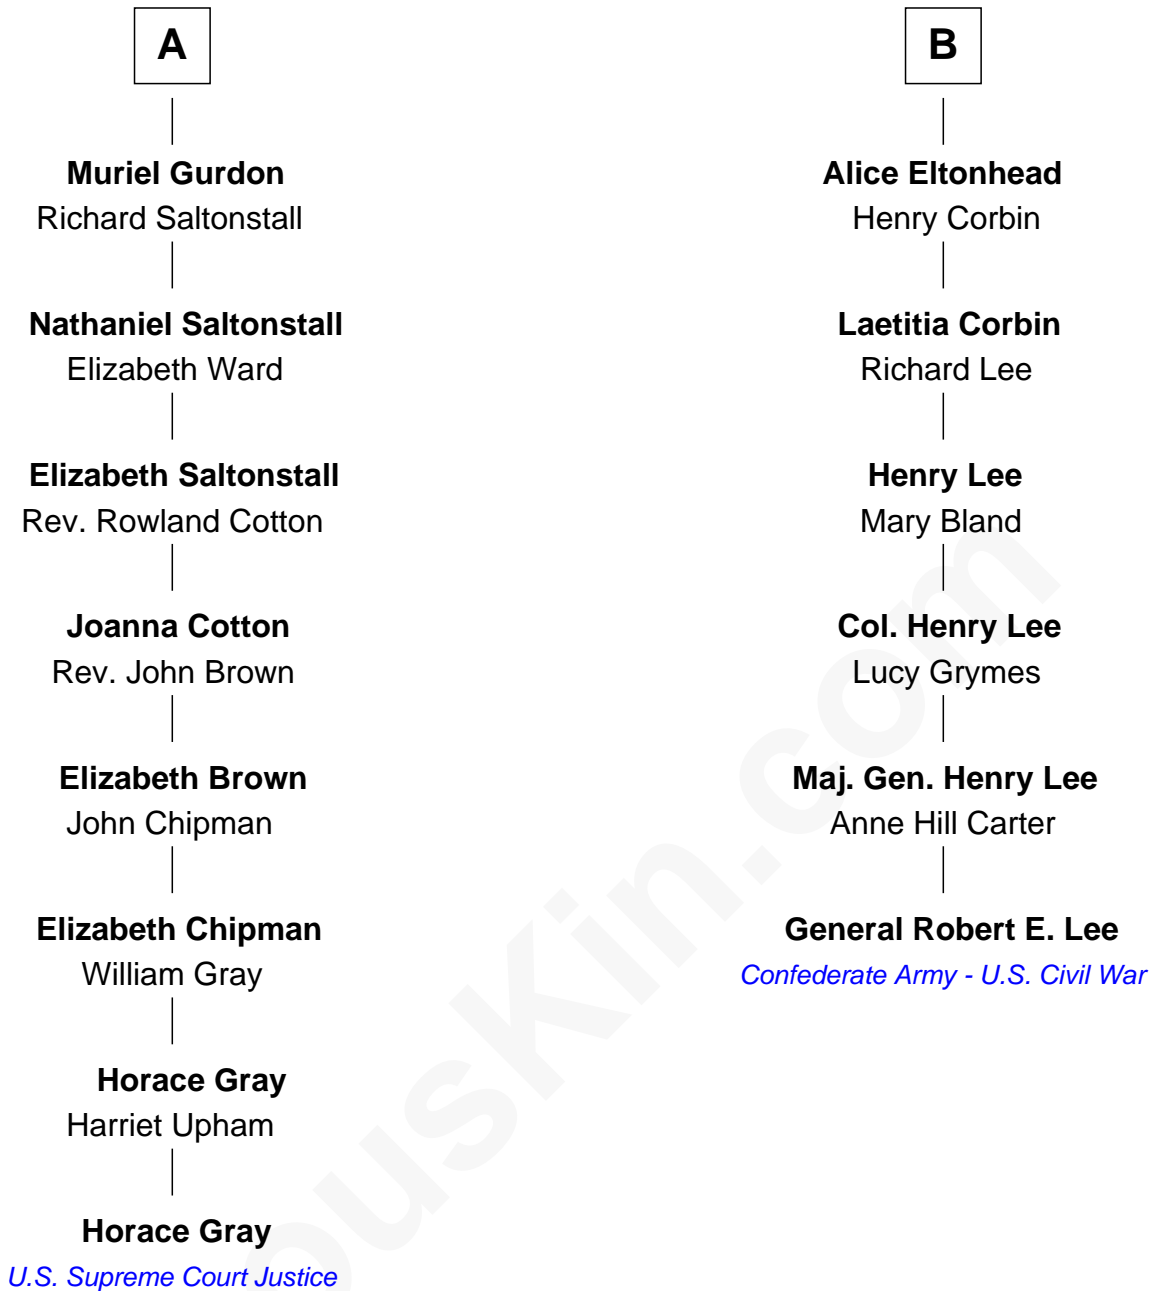 A
Muriel Gurdon
Richard Saltonstall
Nathaniel Saltonstall
Elizabeth Ward
Elizabeth Saltonstall
Rev. Rowland Cotton
Joanna Cotton
Rev. John Brown
Elizabeth Brown
John Chipman
Elizabeth Chipman
William Gray
Horace Gray
Harriet Upham
Horace Gray
U.S. Supreme Court Justice
B
Alice Eltonhead
Henry Corbin
Laetitia Corbin
Richard Lee
Henry Lee
Mary Bland
Col. Henry Lee
Lucy Grymes
Maj. Gen. Henry Lee
Anne Hill Carter
General Robert E. Lee
Confederate Army - U.S. Civil War
ousKin.com